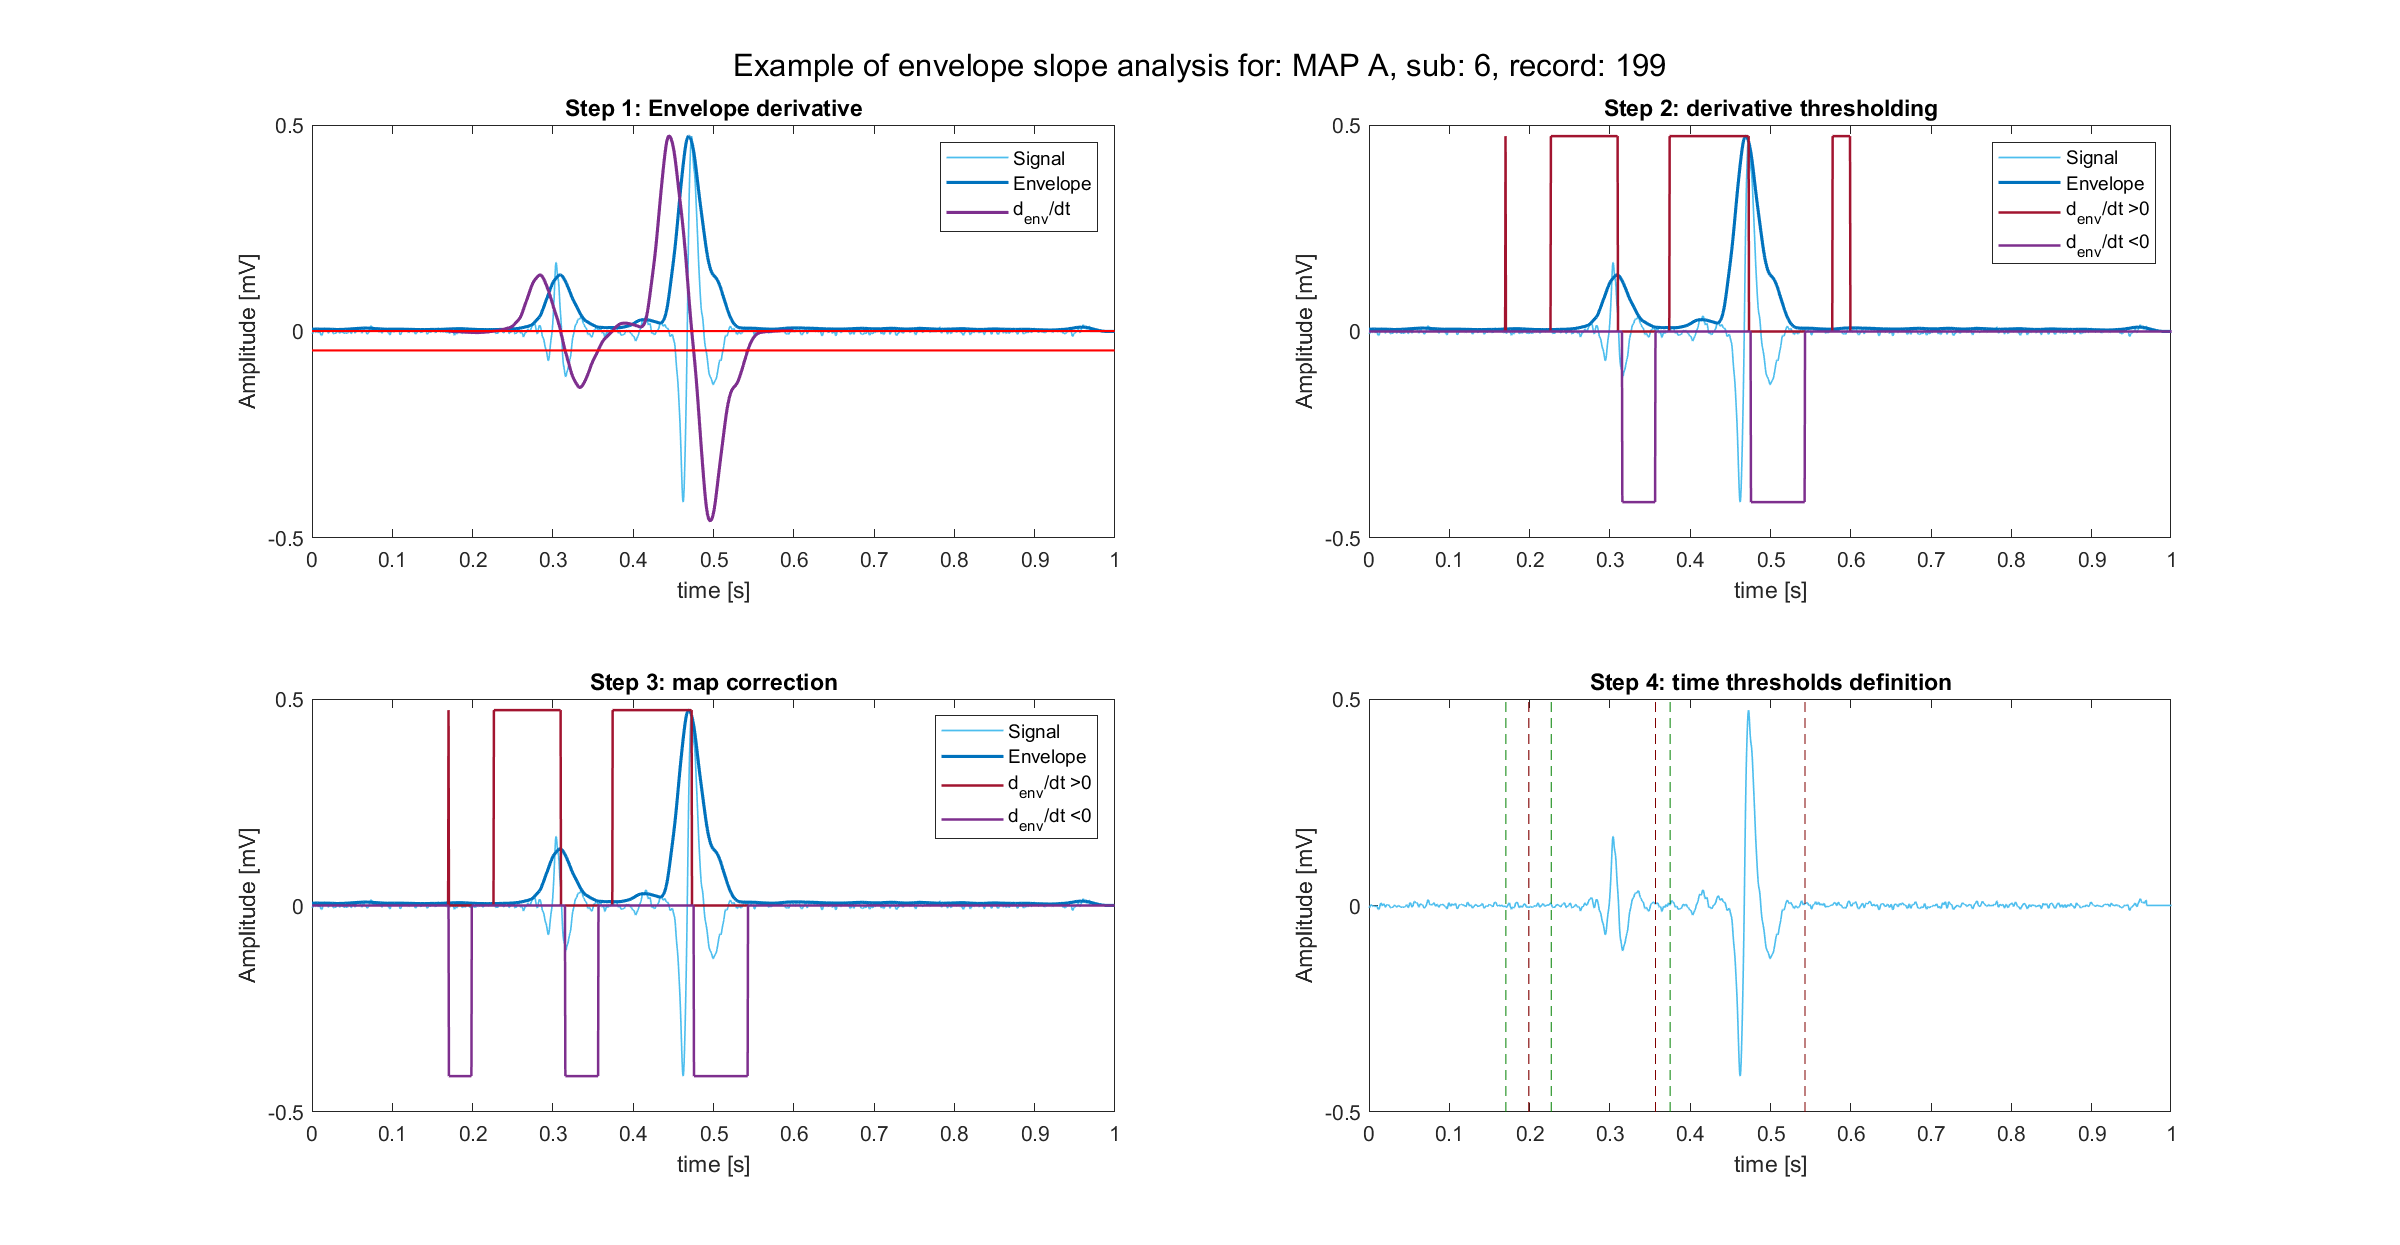 Example of envelope slope analysis for: MAP A, sub: 6, record: 199
Step 1: Envelope derivative
0.5
0
-0.5
Amplitude [mV]
0 0.1 0.2 0.3 0.4 0.5 0.6 0.7 0.8 0.9 1
time [s]
Signal
Envelope
d_env/dt
Step 2: derivative thresholding
0.5
0
-0.5
Amplitude [mV]
0 0.1 0.2 0.3 0.4 0.5 0.6 0.7 0.8 0.9 1
time [s]
Signal
Envelope
d_env/dt >0
d_env/dt <0
Step 3: map correction
0.5
0
-0.5
Amplitude [mV]
0 0.1 0.2 0.3 0.4 0.5 0.6 0.7 0.8 0.9 1
time [s]
Signal
Envelope
d_env/dt >0
d_env/dt <0
Step 4: time thresholds definition
0.5
0
-0.5
Amplitude [mV]
0 0.1 0.2 0.3 0.4 0.5 0.6 0.7 0.8 0.9 1
time [s]